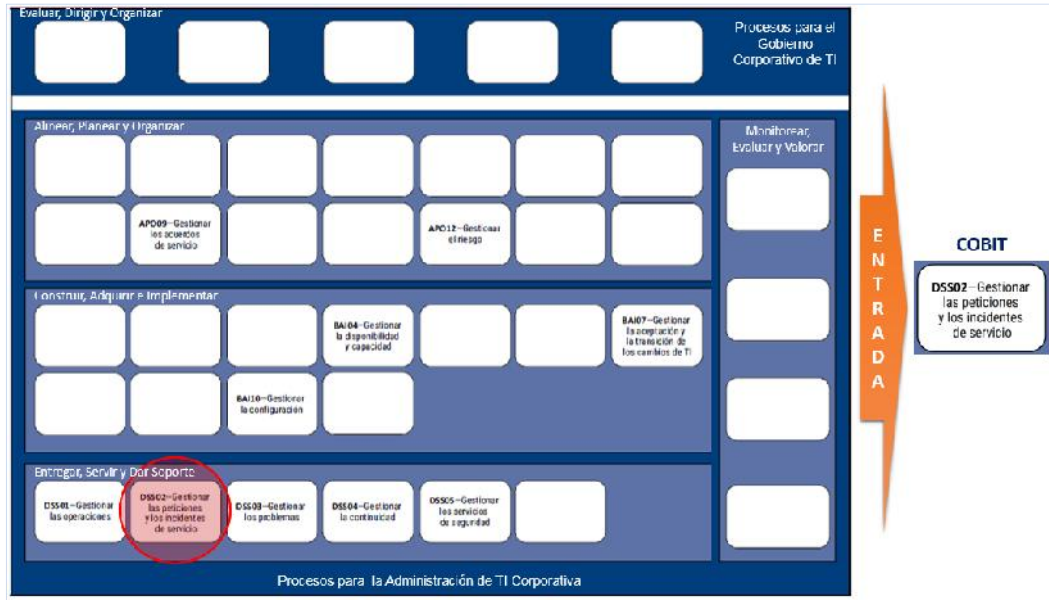 Evaluar, Dirigir y Organizar
Procesos para el
Gobierno
Corporativo de TI
Alinear, Planear y Organizar
Monitorear,
Evaluar y Valorar
APO09–Gestionar
los acuerdos
de servicio
APO12–Gestionar
el riesgo
Construir, Adquirir e Implementar
BAI04–Gestionar
la disponibilidad
y capacidad
BAI07–Gestionar
la aceptación y
la transición de
los cambios de TI
BAI10–Gestionar
la configuración
Entregar, Servir y Dar Soporte
DSS01–Gestionar
las operaciones
DSS02–Gestionar
las peticiones
y los incidentes
de servicio
DSS03–Gestionar
los problemas
DSS04–Gestionar
la continuidad
DSS05–Gestionar
los servicios
de seguridad
Procesos para la Administración de TI Corporativa
E
N
T
R
A
D
A
COBIT
DSS02–Gestionar
las peticiones
y los incidentes
de servicio